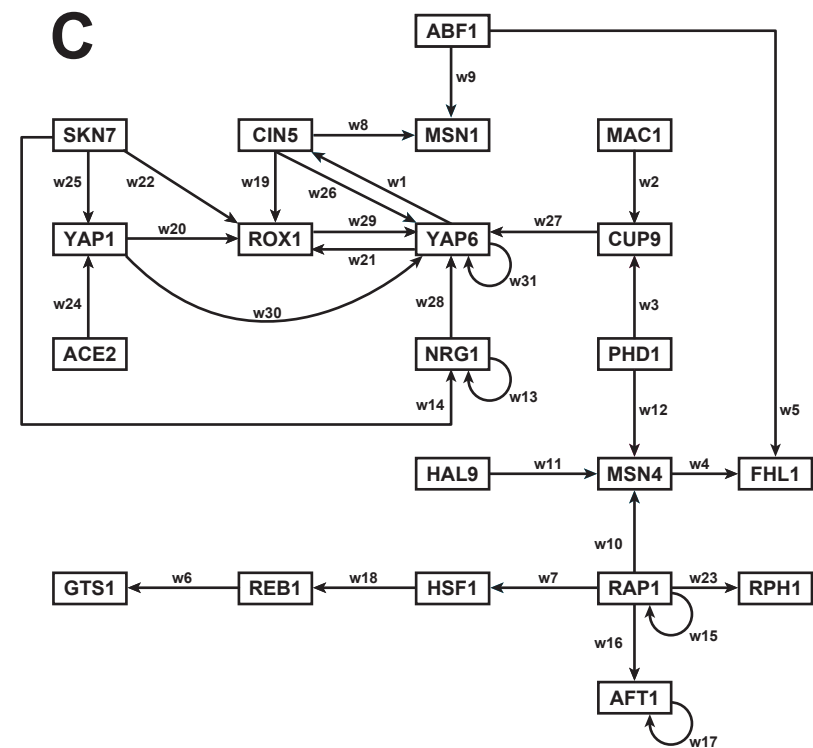 C
ABF1
w9
SKN7
CIN5
w8
MSN1
MAC1
w25
w22
w19
w26
w1
w2
YAP1
w20
ROX1
w29
w21
YAP6
w27
CUP9
w31
w24
w30
w28
w3
ACE2
NRG1
PHD1
w13
w14
w12
w5
HAL9
w11
MSN4
w4
FHL1
w10
GTS1
w6
REB1
w18
HSF1
w7
RAP1
w23
RPH1
w15
w16
AFT1
w17